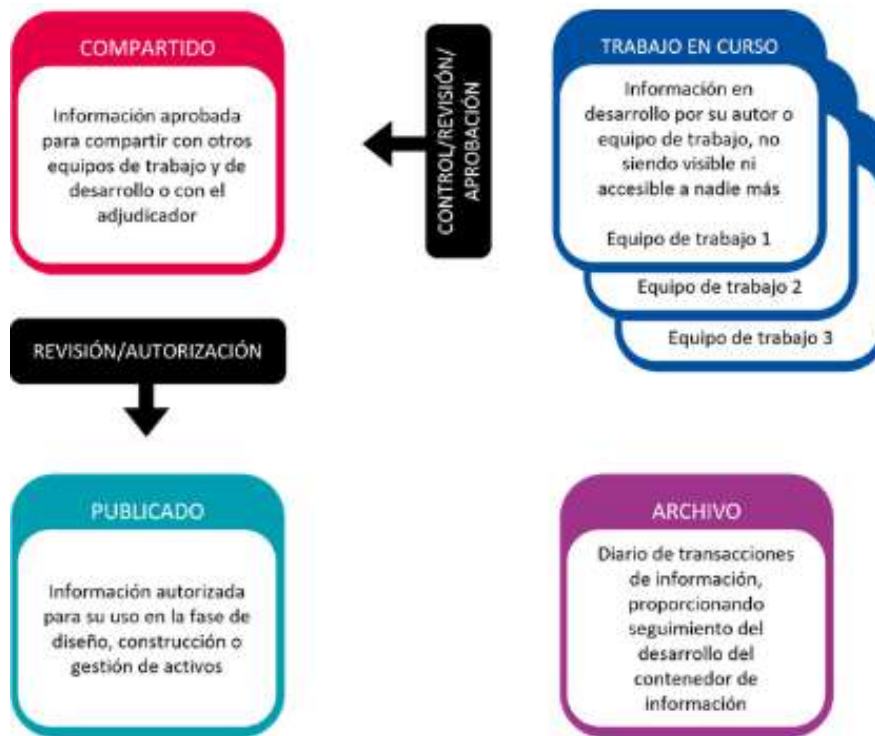 COMPARTIDO
Información aprobada
para compartir con otros
equipos de trabajo y de
desarrollo o con el
adjudicador
CONTROL/REVISIÓN/
APROBACIÓN
TRABAJO EN CURSO
Información en
desarrollo por su autor o
equipo de trabajo, no
siendo visible ni
accesible a nadie más
Equipo de trabajo 1
Equipo de trabajo 2
Equipo de trabajo 3
REVISIÓN/AUTORIZACIÓN
PUBLICADO
Información autorizada
para su uso en la fase de
diseño, construcción o
gestión de activos
ARCHIVO
Diario de transacciones
de información,
proporcionando
seguimiento del
desarrollo del
contenedor de
información